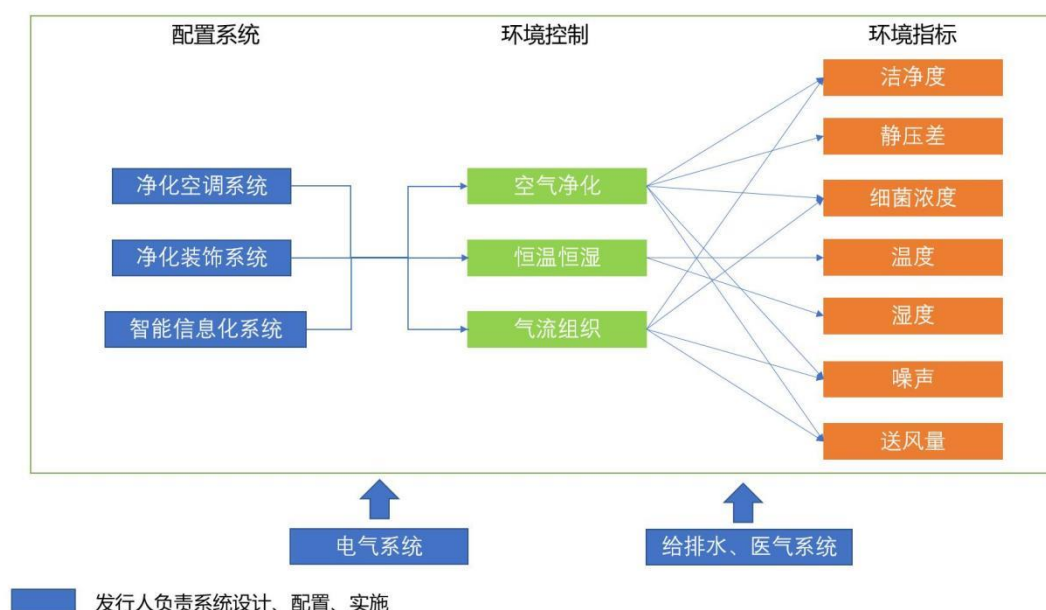 配置系统
环境控制
环境指标
洁净度
静压差
净化空调系统
空气净化
细菌浓度
净化装饰系统
恒温恒湿
温度
智能信息化系统
气流组织
湿度
噪声
送风量
电气系统
给排水、医气系统
发行人负责系统设计、配置、实施